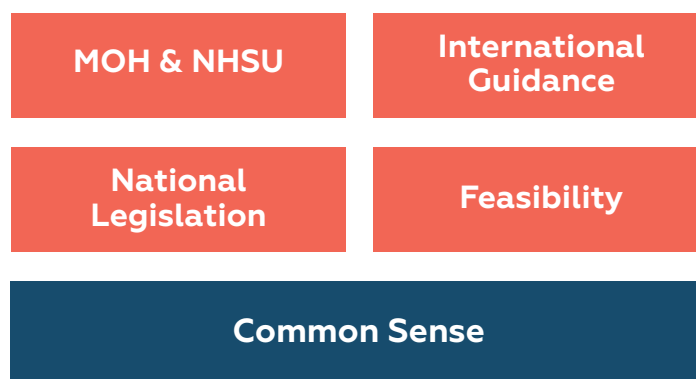 MOH & NHSU
International
Guidance
National
Legislation
Feasibility
Common Sense